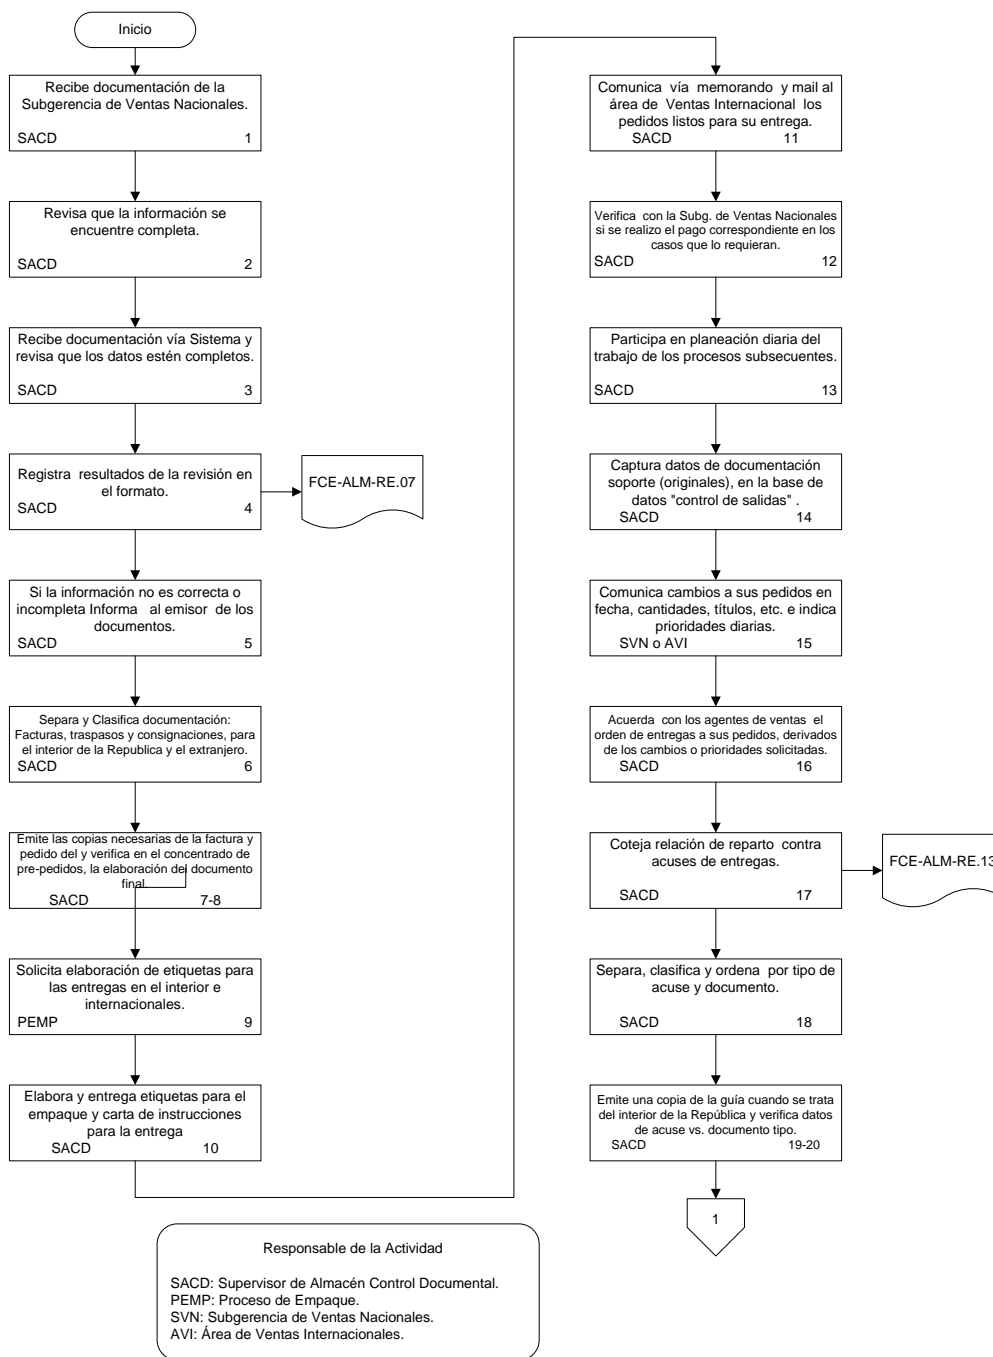 Inicio
Recibe documentación de la
Subgerencia de Ventas Nacionales.
SACD 1
Revisa que la información se
encuentre completa.
SACD 2
Recibe documentación vía Sistema y
revisa que los datos estén completos.
SACD 3
Registra resultados de la revisión en
el formato.
SACD 4
FCE-ALM-RE.07
Si la información no es correcta o
incompleta Informa al emisor de los
documentos.
SACD 5
Separa y Clasifica documentación:
Facturas, traspasos y consignaciones, para
el interior de la Republica y el extranjero.
SACD 6
Emite las copias necesarias de la factura y
pedido del y verifica en el concentrado de
pre-pedidos, la elaboración del documento
final.
SACD 7-8
Solicita elaboración de etiquetas para
las entregas en el interior e
internacionales.
PEMP 9
Elabora y entrega etiquetas para el
empaque y carta de instrucciones
para la entrega
SACD 10
Comunica vía memorando y mail al
área de Ventas Internacional los
pedidos listos para su entrega.
SACD 11
Verifica con la Subg. de Ventas Nacionales
si se realizo el pago correspondiente en los
casos que lo requieran.
SACD 12
Participa en planeación diaria del
trabajo de los procesos subsecuentes.
SACD 13
Captura datos de documentación
soporte (originales), en la base de
datos "control de salidas" .
SACD 14
Comunica cambios a sus pedidos en
fecha, cantidades, títulos, etc. e indica
prioridades diarias.
SVN o AVI 15
Acuerda con los agentes de ventas el
orden de entregas a sus pedidos, derivados
de los cambios o prioridades solicitadas.
SACD 16
Coteja relación de reparto contra
acuses de entregas.
SACD 17
FCE-ALM-RE.13
Separa, clasifica y ordena por tipo de
acuse y documento.
SACD 18
Emite una copia de la guía cuando se trata
del interior de la República y verifica datos
de acuse vs. documento tipo.
SACD 19-20
1
Responsable de la Actividad
SACD: Supervisor de Almacén Control Documental.
PEMP: Proceso de Empaque.
SVN: Subgerencia de Ventas Nacionales.
AVI: Área de Ventas Internacionales.